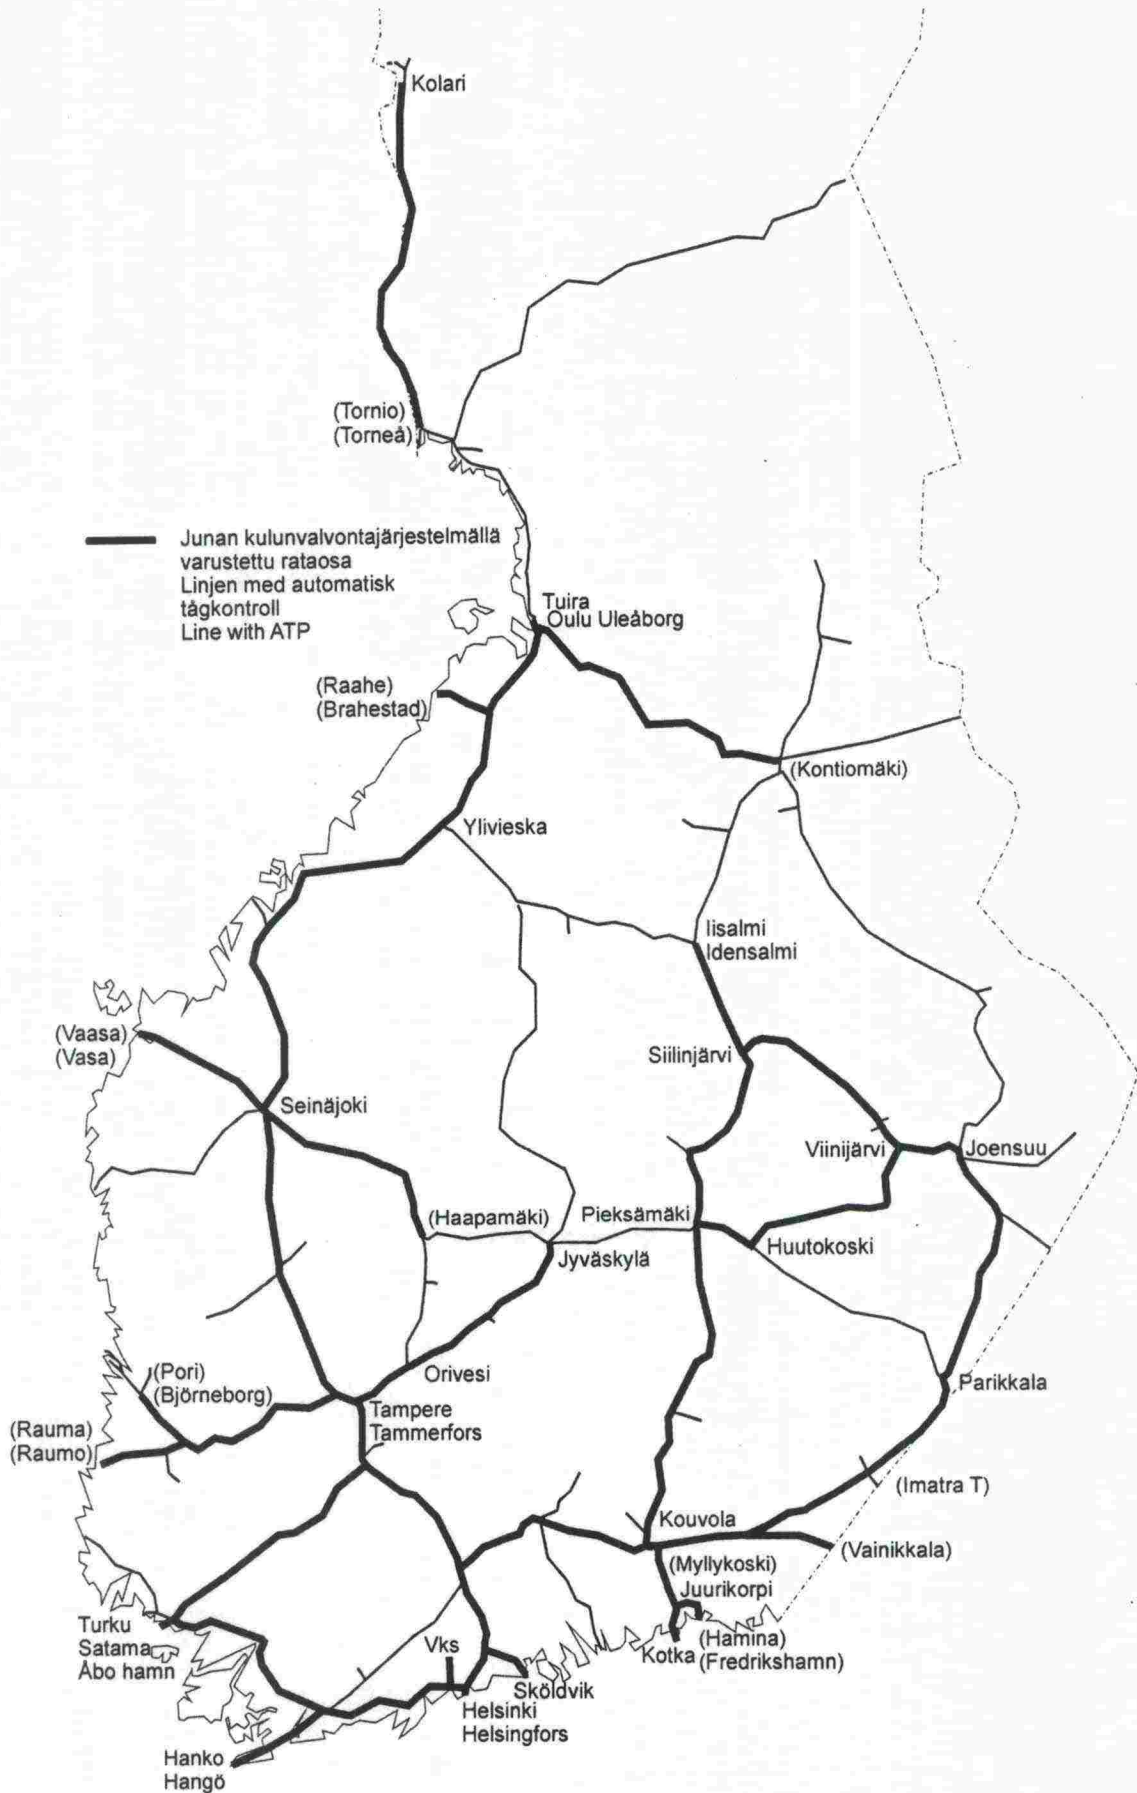 Kolari
(Tornio)
(Torneå)
Junan kulunvalvontajärjestelmällä
varustettu rataosa
Linjen med automatisk
tågkontroll
Line with ATP
Tuira
Oulu Uleåborg
(Raahe)
(Brahestad)
(Kontiomäki)
Ylivieska
Iisalmi
Idensalmi
(Vaasa)
(Vasa)
Siilinjärvi
Seinäjoki
Viinijärvi
Joensuu
(Haapamäki)
Pieksämäki
Huutokoski
Jyväskylä
Orivesi
(Pori)
(Björneborg)
Parikkala
Tampere
Tammerfors
(Rauma)
(Raumo)
(Imatra T)
Kouvola
(Vainikkala)
(Myllykoski)
Juurikorpi
Turku
Satama
Åbo hamn
Vks
(Hamina)
Kotka (Fredrikshamn)
Sköldvik
Helsinki
Helsingfors
Hanko
Hangö